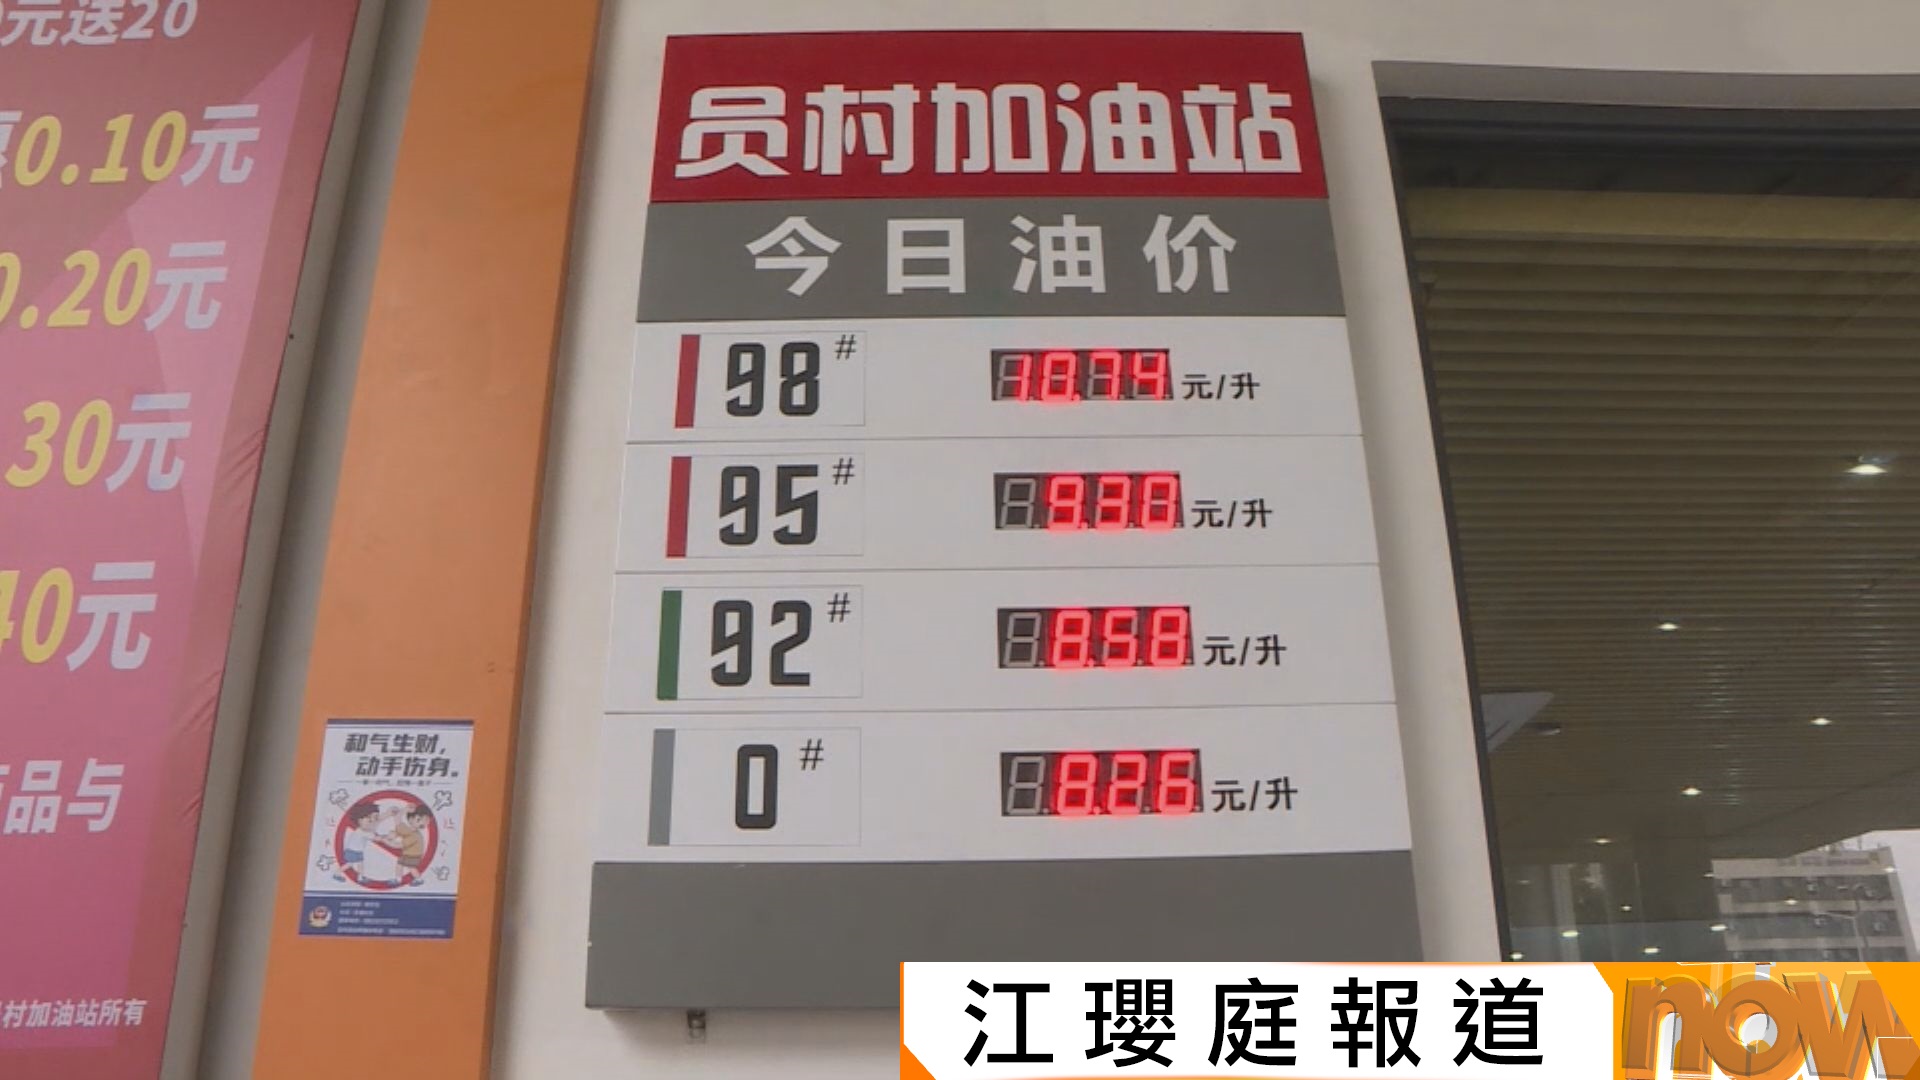 元送20
0.10元
0.20元
30元
40元
品与
村加油站所有
员村加油站
今日油价
98# 10.74 元/升
95# 9.30 元/升
92# 8.58 元/升
0# 8.26 元/升
和气生财，
动手伤身。
江瓔庭報道
now